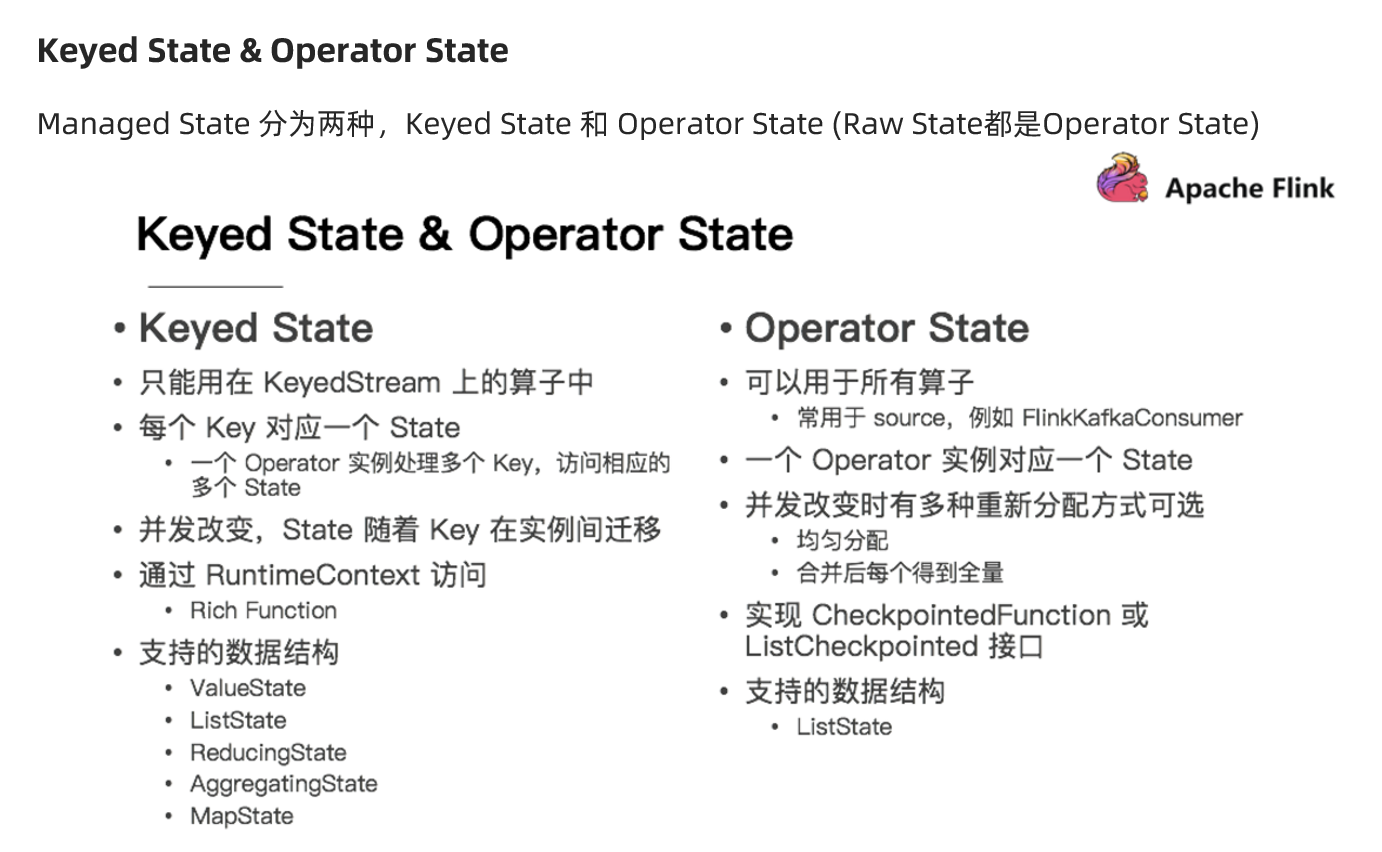 Keyed State & Operator State
Managed State 分为两种，Keyed State 和 Operator State (Raw State都是Operator State)
Apache Flink
Keyed State & Operator State
• Keyed State
• 只能用在 KeyedStream 上的算子中
• 每个 Key 对应一个 State
• 一个 Operator 实例处理多个 Key，访问相应的
多个 State
• 并发改变，State 随着 Key 在实例间迁移
• 通过 RuntimeContext 访问
• Rich Function
• 支持的数据结构
• ValueState
• ListState
• ReducingState
• AggregatingState
• MapState
• Operator State
• 可以用于所有算子
• 常用于 source，例如 FlinkKafkaConsumer
• 一个 Operator 实例对应一个 State
• 并发改变时有多种重新分配方式可选
• 均匀分配
• 合并后每个得到全量
• 实现 CheckpointedFunction 或
ListCheckpointed 接口
• 支持的数据结构
• ListState